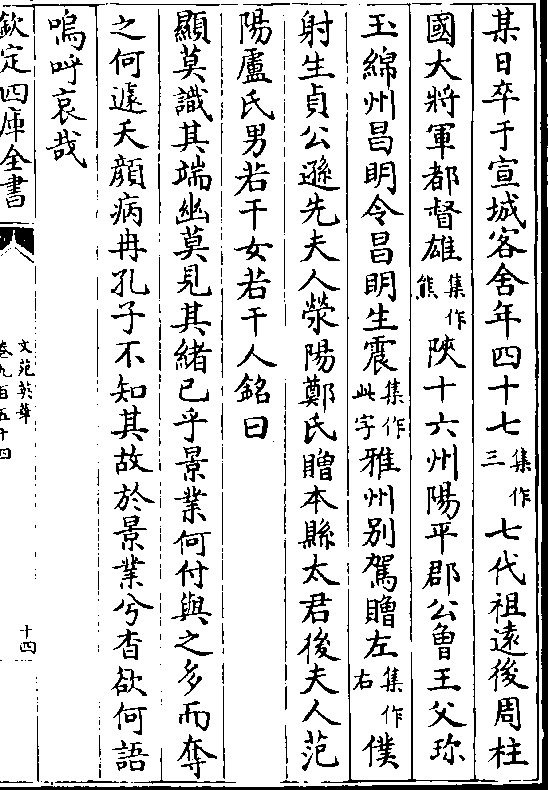 某日卒于宣城客舍年四十七集作三七代祖遠後周柱
國大將軍都督雄集作熊陝十六州陽平郡公曾王父珍
玉綿州昌明令昌明生震集作此字雅州别駕贈左集作右僕
射生貞公遜先夫人滎陽鄭氏贈本縣太君後夫人范
陽盧氏男若干女若干人銘曰
顯莫識其端幽莫見其緒已乎景業何付與之多而奪
之何遽夭顔病冉孔子不知其故於景業兮杳欲何語
嗚呼哀哉
欽定四庫全書
文苑英華
卷九百五十四
十四